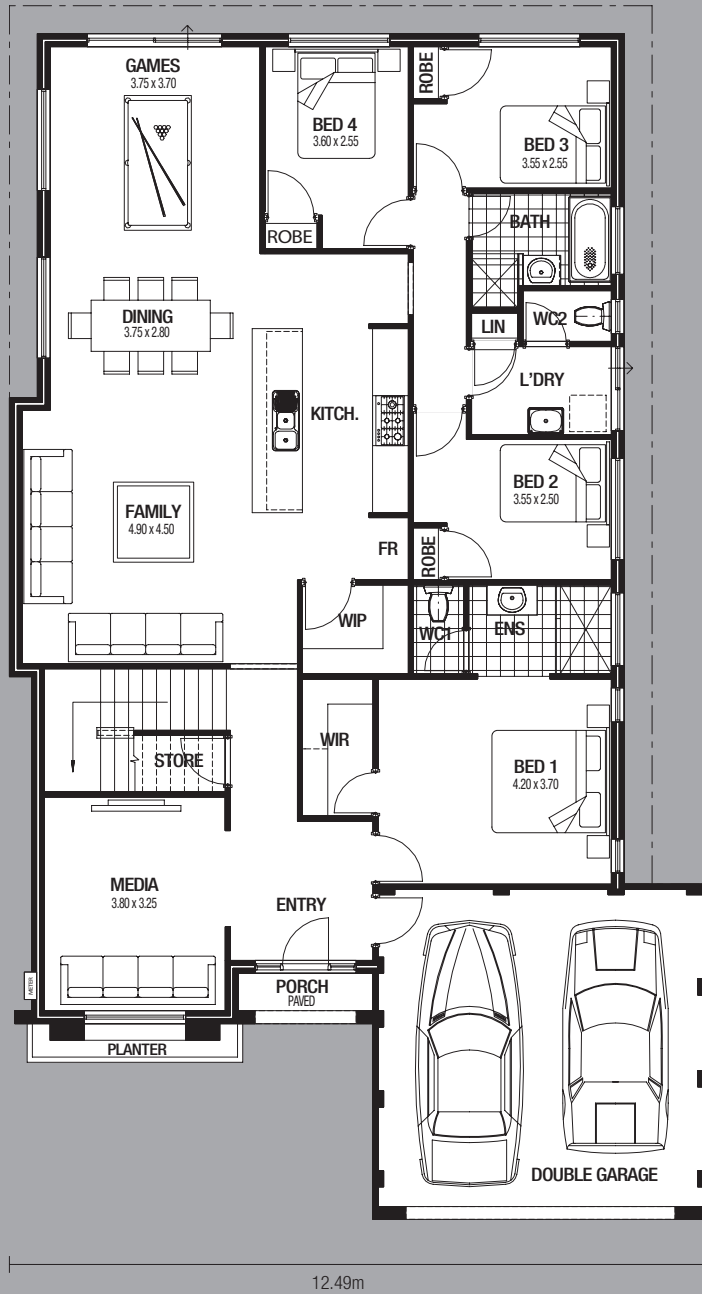 GAMES
3.75 x 3.70
BED 4
3.60 x 2.55
ROBE
ROBE
BED 3
3.55 x 2.55
BATH
DINING
3.75 x 2.80
LIN
WC2
KITCH.
L'DRY
FAMILY
4.90 x 4.50
BED 2
3.55 x 2.50
FR
ROBE
WIP
WC1
ENS
WIR
STORE
BED 1
4.20 x 3.70
MEDIA
3.80 x 3.25
ENTRY
METER
PORCH
PAVED
PLANTER
DOUBLE GARAGE
12.49m